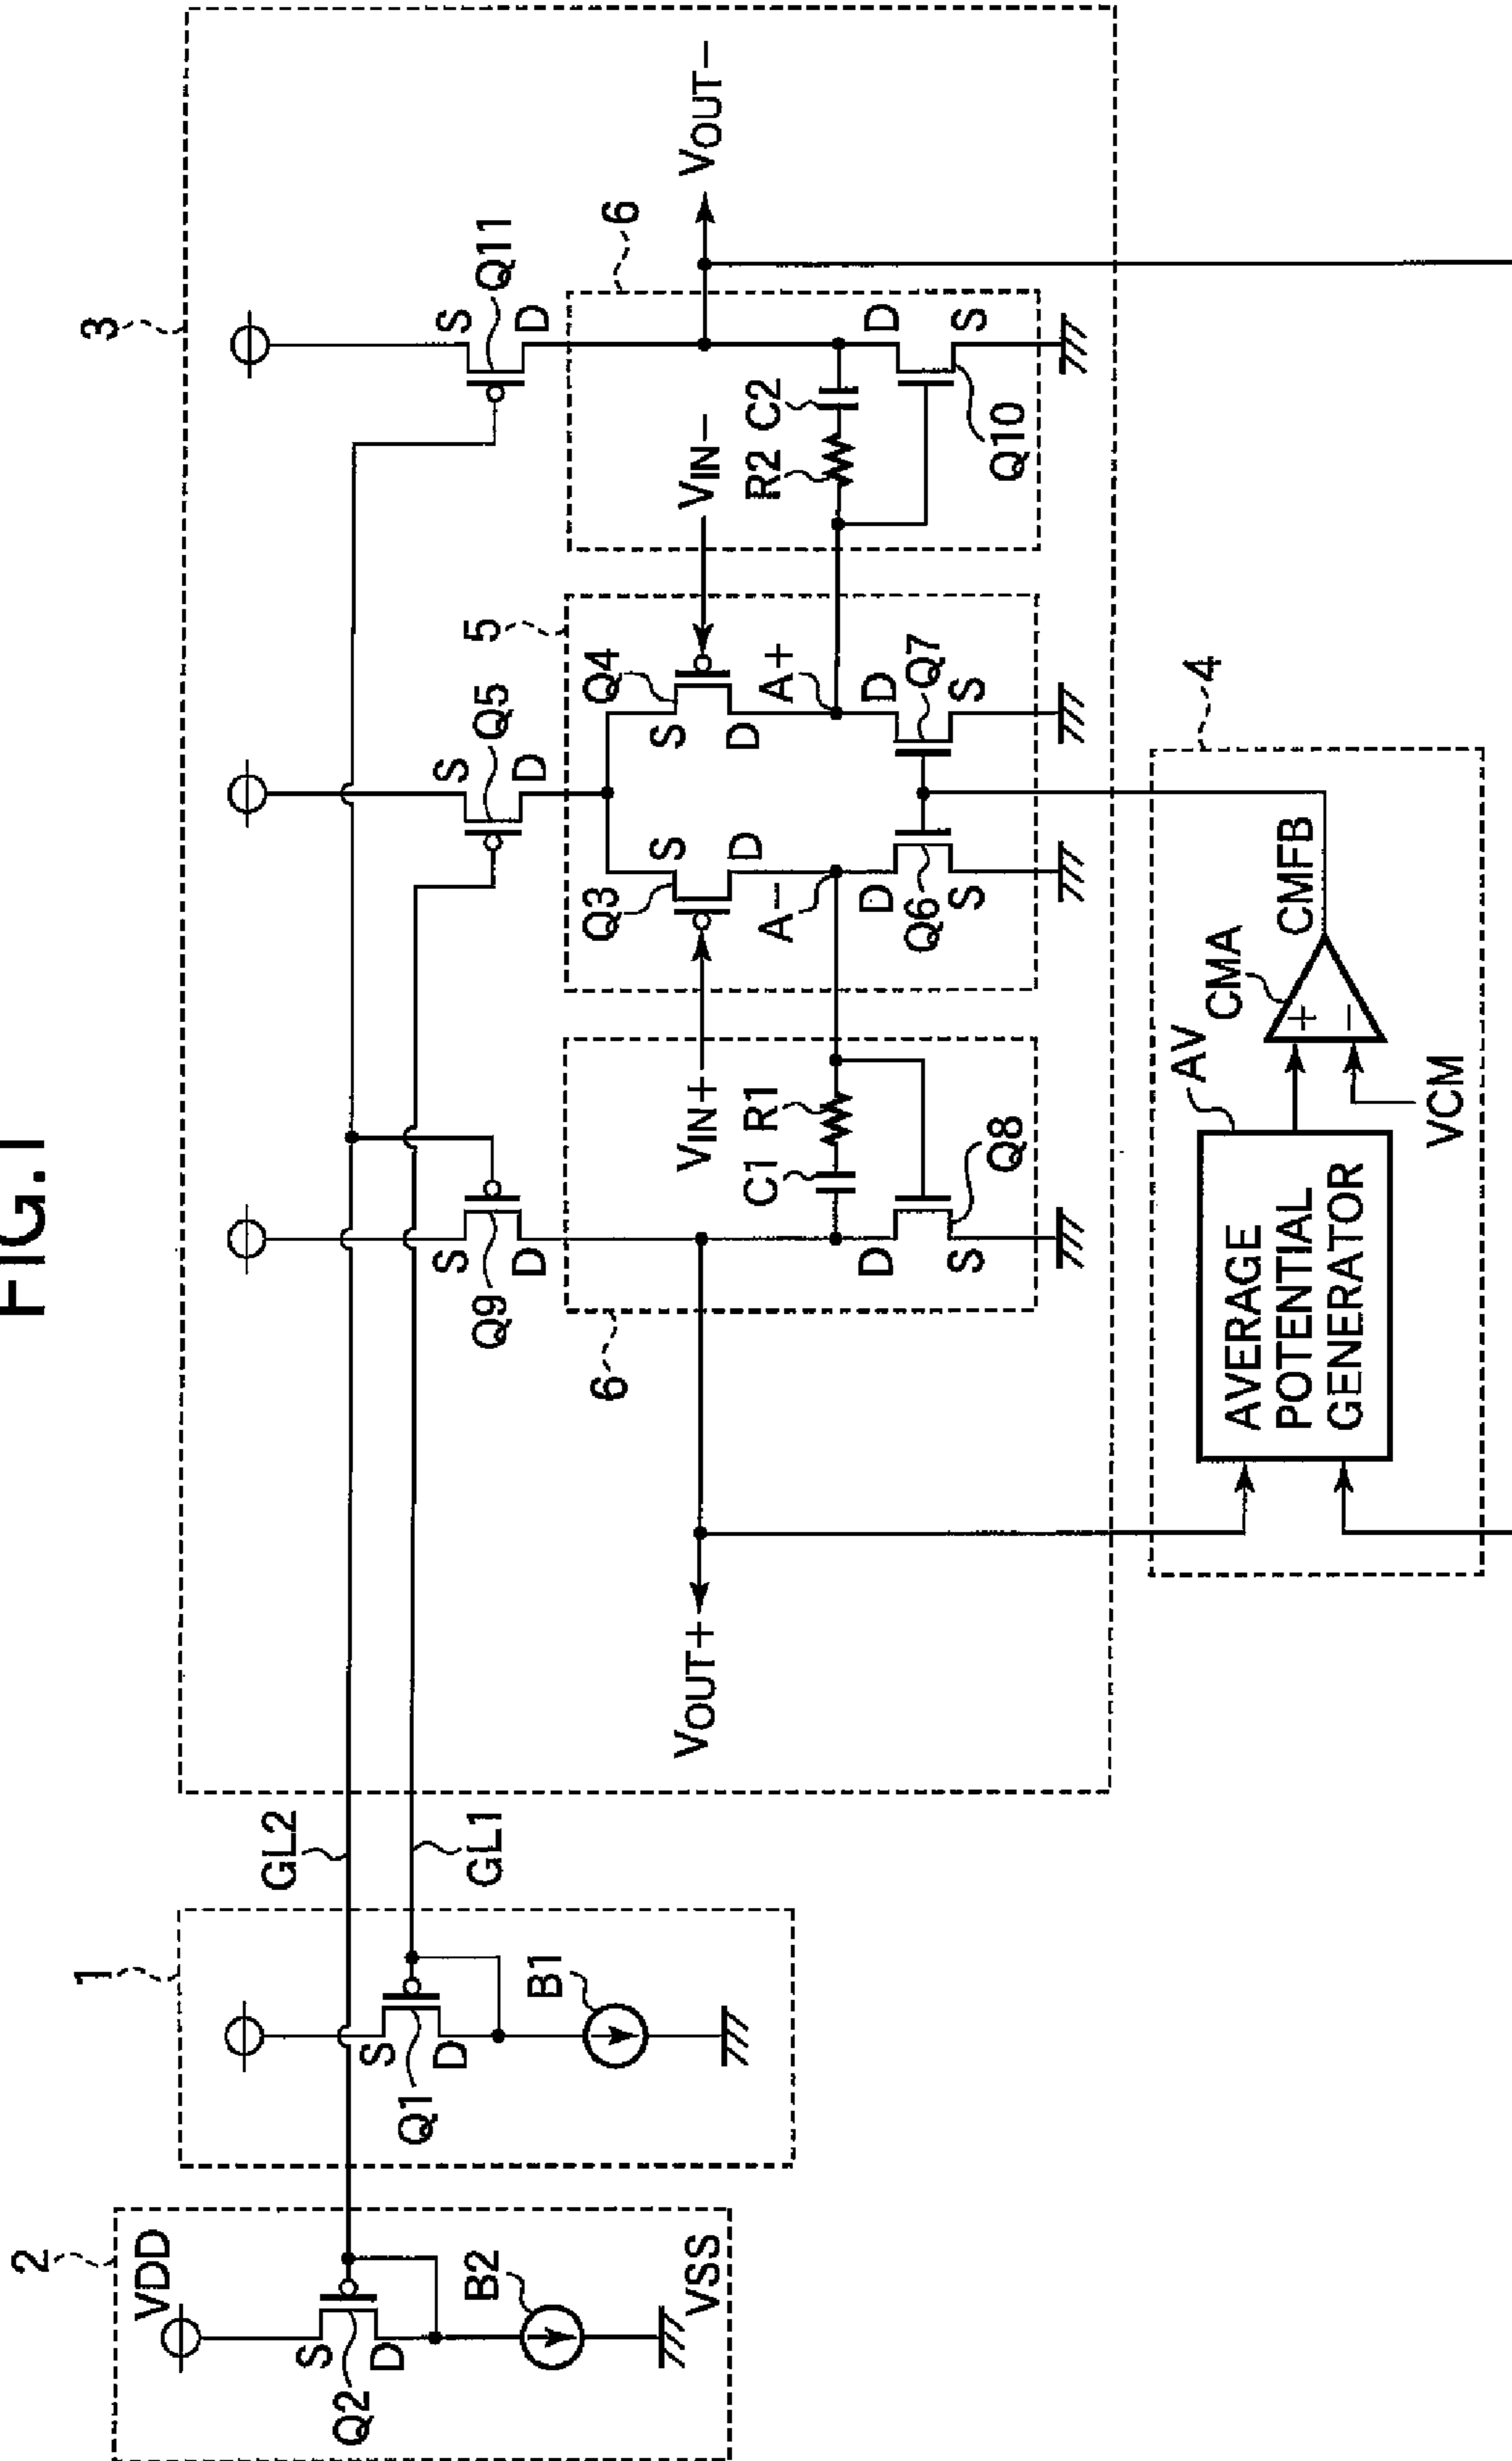 FIG.1
2
VDD
S
D
Q2
B2
VSS
1
S
D
Q1
B1
GL2
GL1
3
S
D
Q9
S
D
Q5
S
D
Q11
VOUT+
6
C1
R1
D
S
Q8
VIN+
5
Q3
S
D
S
D
Q4
A-
A+
D
Q6
S
D
Q7
S
VIN-
6
R2
C2
D
S
Q10
VOUT-
4
AVERAGE
POTENTIAL
GENERATOR
AV
CMA
+
-
VCM
CMFB